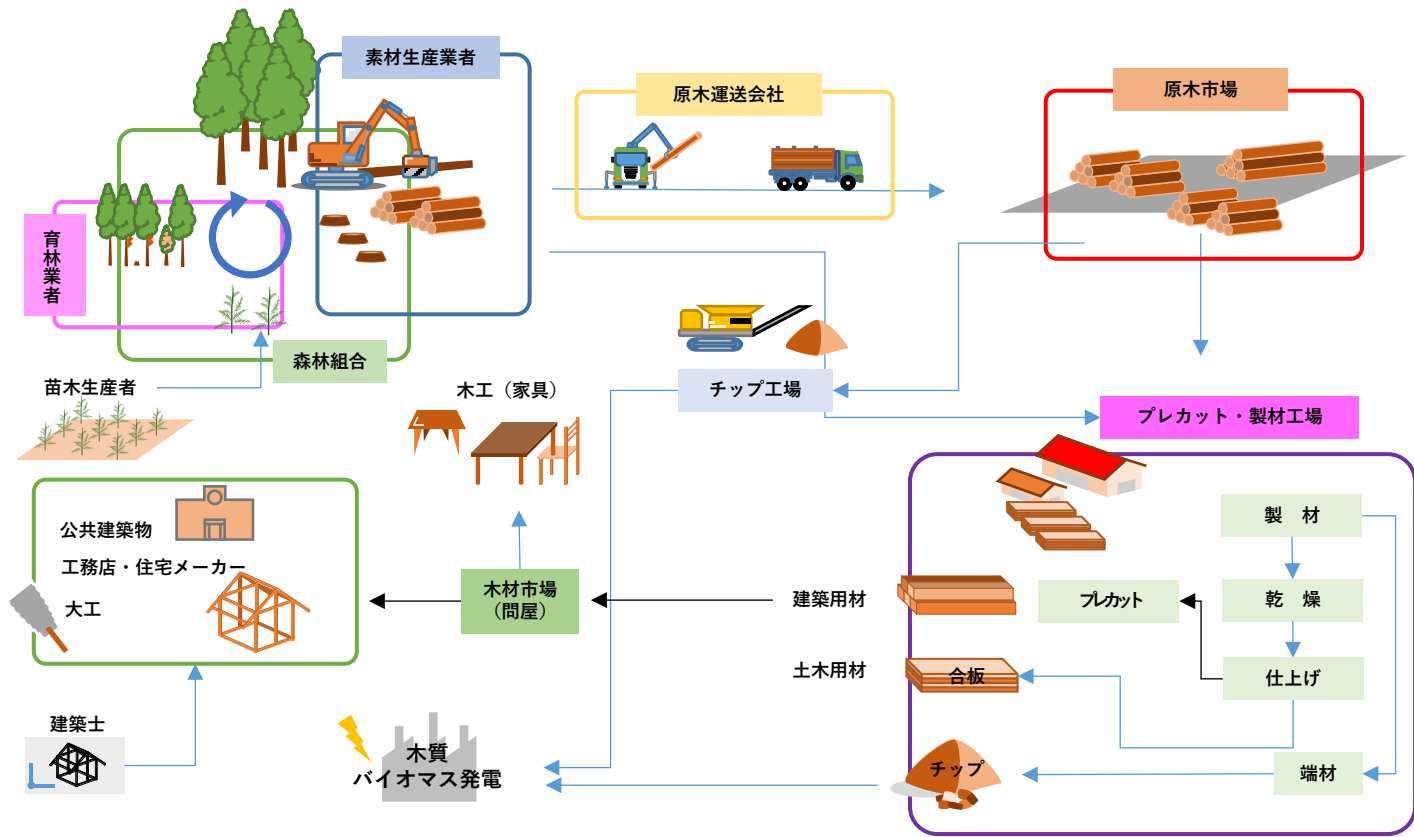 素材生産業者
原木運送会社
原木市場
育林業者
森林組合
苗木生産者
木工（家具）
チップ工場
プレカット・製材工場
公共建築物
工務店・住宅メーカー
大工
木材市場
（問屋）
建築用材
土木用材
製　材
乾　燥
プレカット
仕上げ
合板
端材
チップ
建築士
木質
バイオマス発電